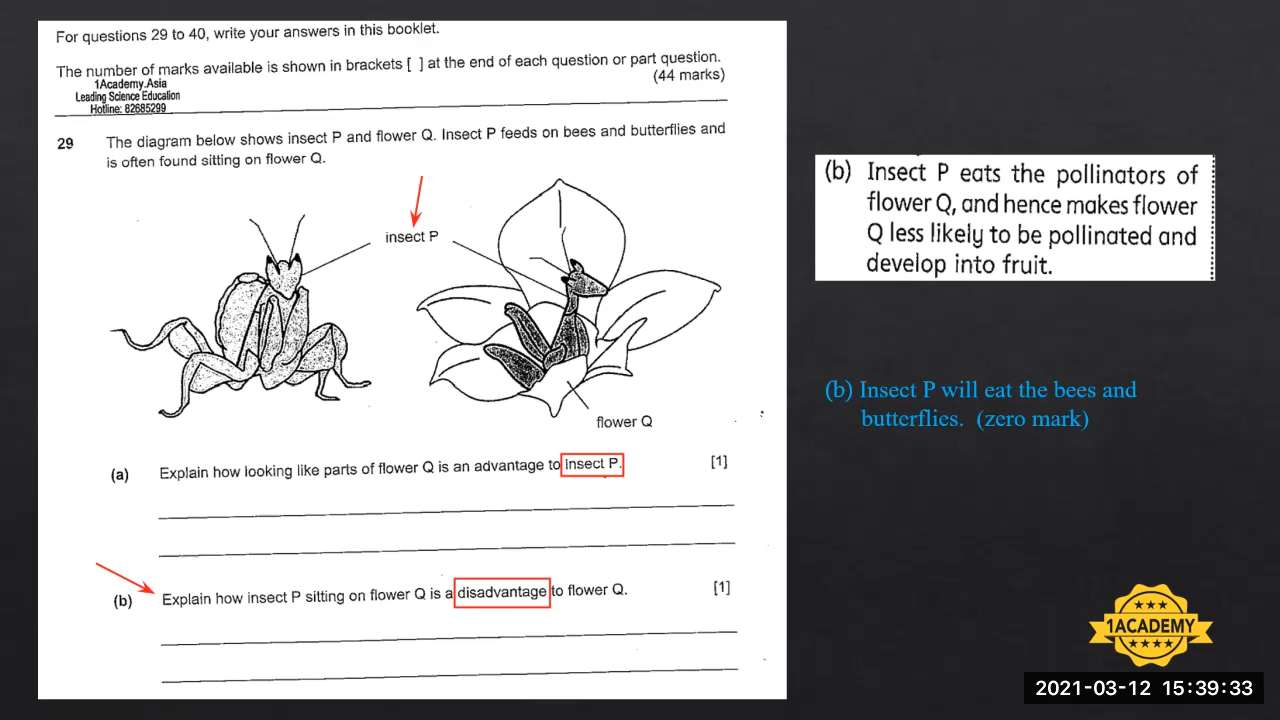 For questions 29 to 40, write your answers in this booklet.
The number of marks available is shown in brackets [ ] at the end of each question or part question.
(44 marks)
1Academy.Asia
Leading Science Education
Hotline: 82685299
29 The diagram below shows insect P and flower Q. Insect P feeds on bees and butterflies and
is often found sitting on flower Q.
insect P
flower Q
(a) Explain how looking like parts of flower Q is an advantage to insect P. [1]
(b) Explain how insect P sitting on flower Q is a disadvantage to flower Q. [1]
(b) Insect P eats the pollinators of
flower Q, and hence makes flower
Q less likely to be pollinated and
develop into fruit.
(b) Insect P will eat the bees and
butterflies. (zero mark)
1ACADEMY
2021-03-12 15:39:33